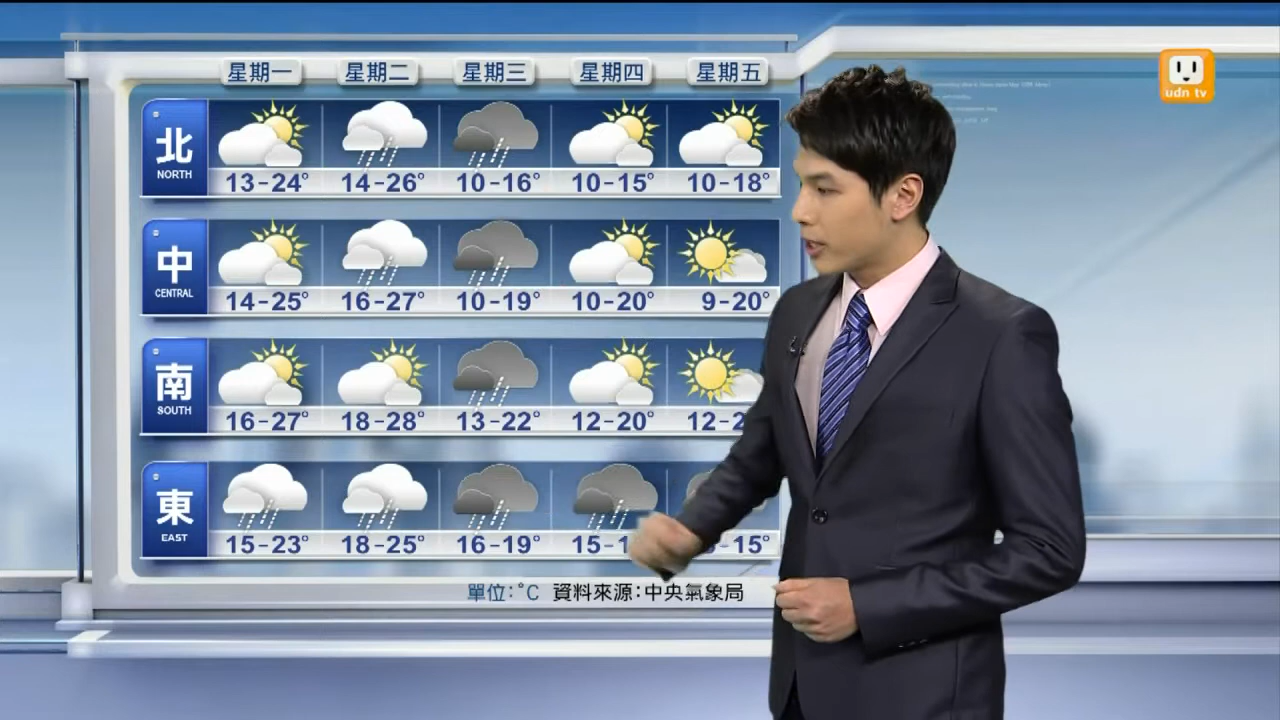 星期一 星期二 星期三 星期四 星期五
udn tv
北 NORTH
13-24° 14-26° 10-16° 10-15° 10-18°
中 CENTRAL
14-25° 16-27° 10-19° 10-20° 9-20°
南 SOUTH
16-27° 18-28° 13-22° 12-20°
東 EAST
15-23° 18-25° 16-19°
單位:°C 資料來源:中央氣象局